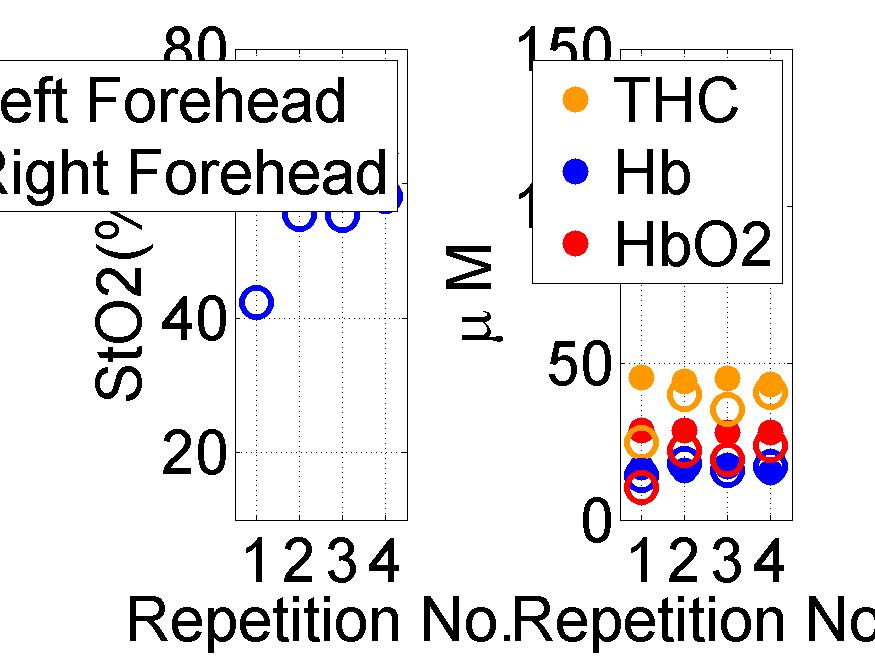 80
eft Forehead
Right Forehead
StO2(%
40
20
1 2 3 4
Repetition No.
150
1
THC
Hb
HbO2
μ M
50
0
1 2 3 4
Repetition No